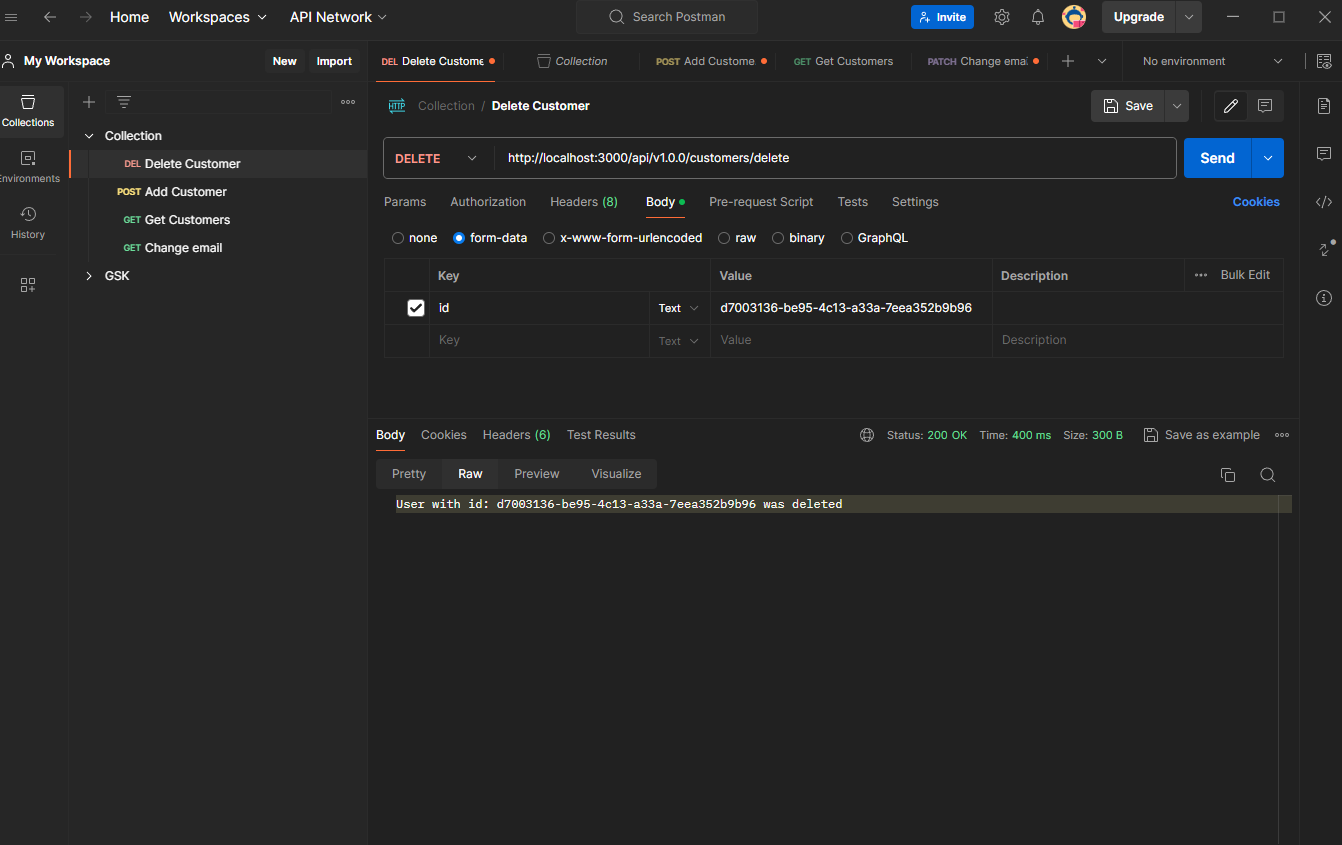 Home Workspaces API Network Search Postman Invite Upgrade
My Workspace New Import DEL Delete Custome Collection POST Add Custome GET Get Customers PATCH Change emai No environment
Collections
Environments
History
Collection
DEL Delete Customer
POST Add Customer
GET Get Customers
GET Change email
GSK
HTTP Collection / Delete Customer Save
DELETE http://localhost:3000/api/v1.0.0/customers/delete Send
Params Authorization Headers (8) Body Pre-request Script Tests Settings Cookies
none form-data x-www-form-urlencoded raw binary GraphQL
Key Value Description Bulk Edit
id Text d7003136-be95-4c13-a33a-7eea352b9b96
Key Text Value Description
Body Cookies Headers (6) Test Results Status: 200 OK Time: 400 ms Size: 300 B Save as example
Pretty Raw Preview Visualize
User with id: d7003136-be95-4c13-a33a-7eea352b9b96 was deleted